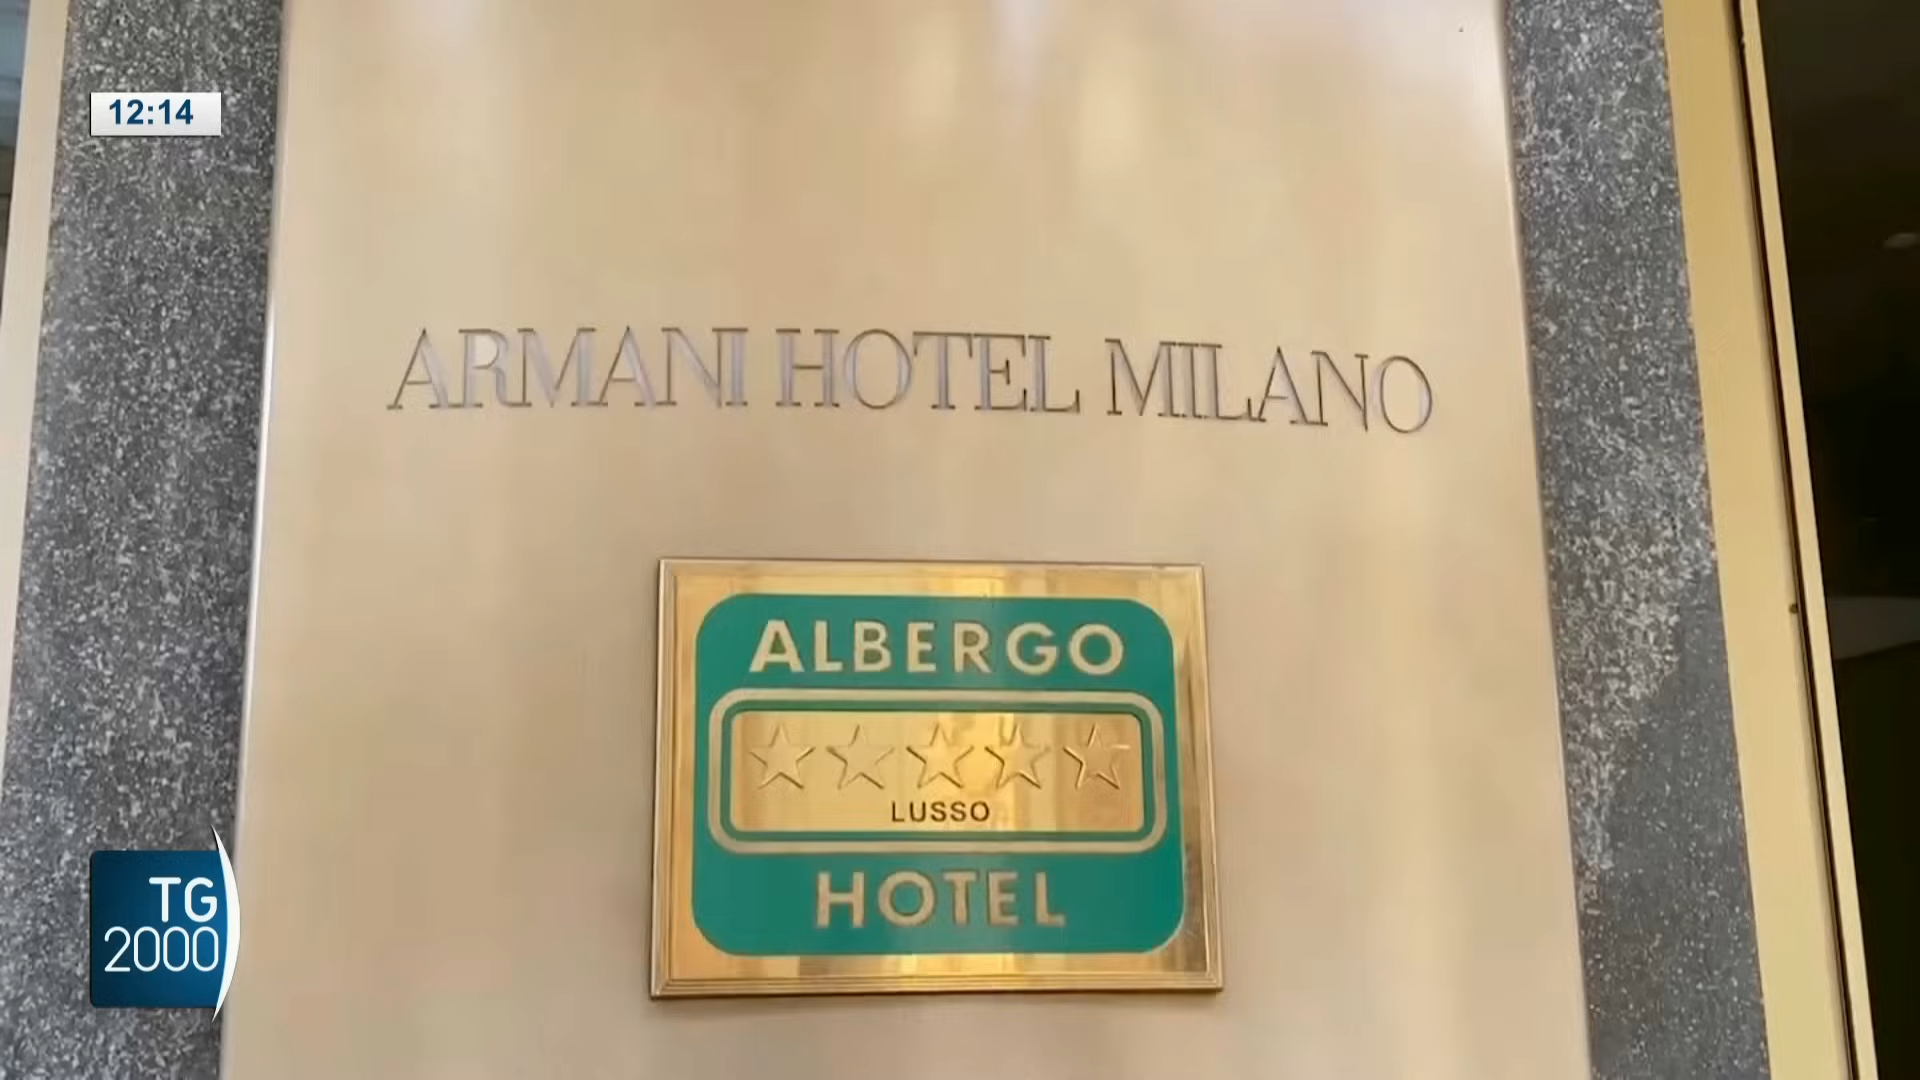 12:14
ARMANI HOTEL MILANO
ALBERGO
LUSSO
HOTEL
TG
2000